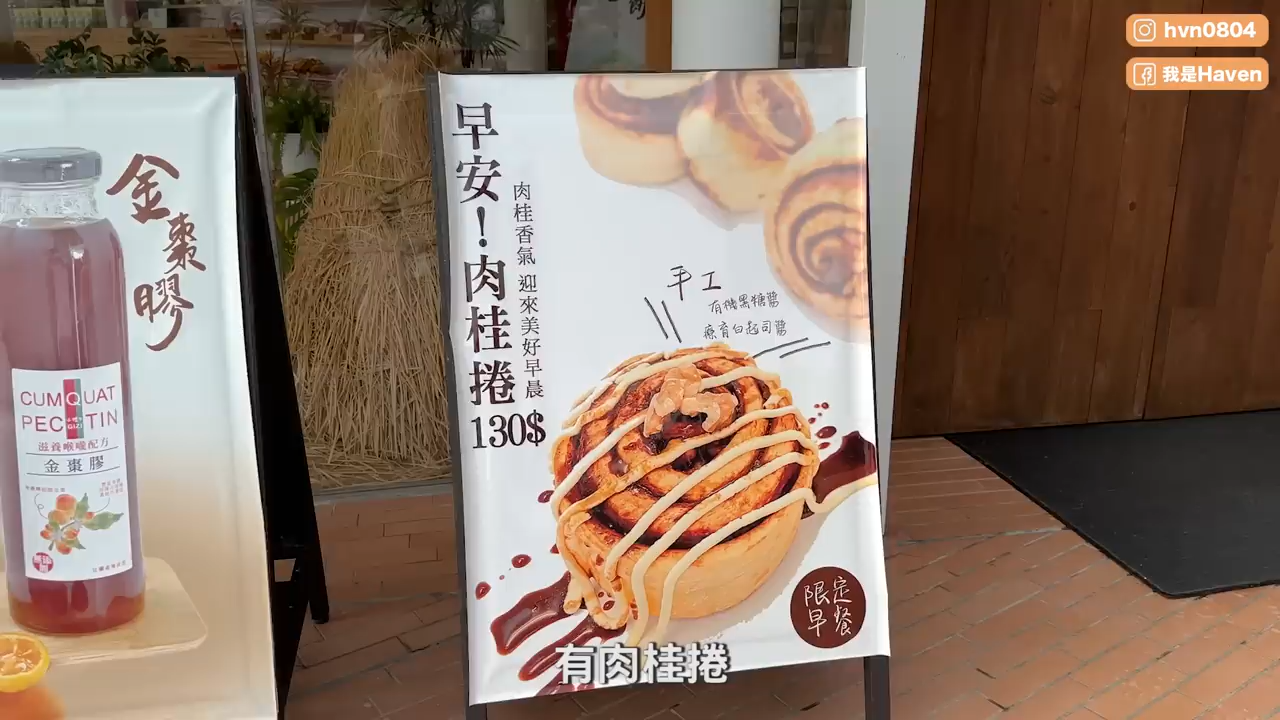 hvn0804
我是Haven
金棗膠
CUMQUAT
PECTIN
滋養喉嚨配方
金棗膠
早安！肉桂捲
130$
肉桂香氣 迎來美好早晨
手工
有機黑糖醬
療育白起司醬
限定
早餐
有肉桂捲